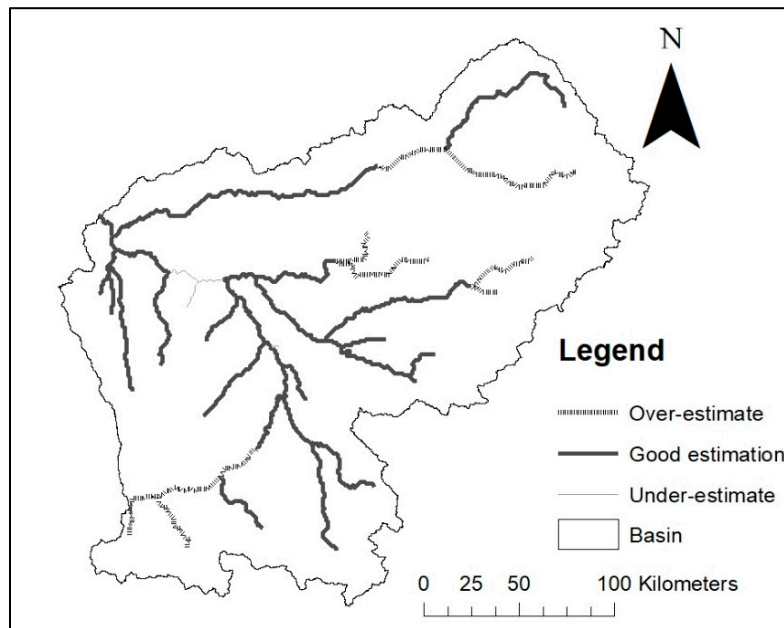 N
Legend
Over-estimate
Good estimation
Under-estimate
Basin
0 25 50 100 Kilometers